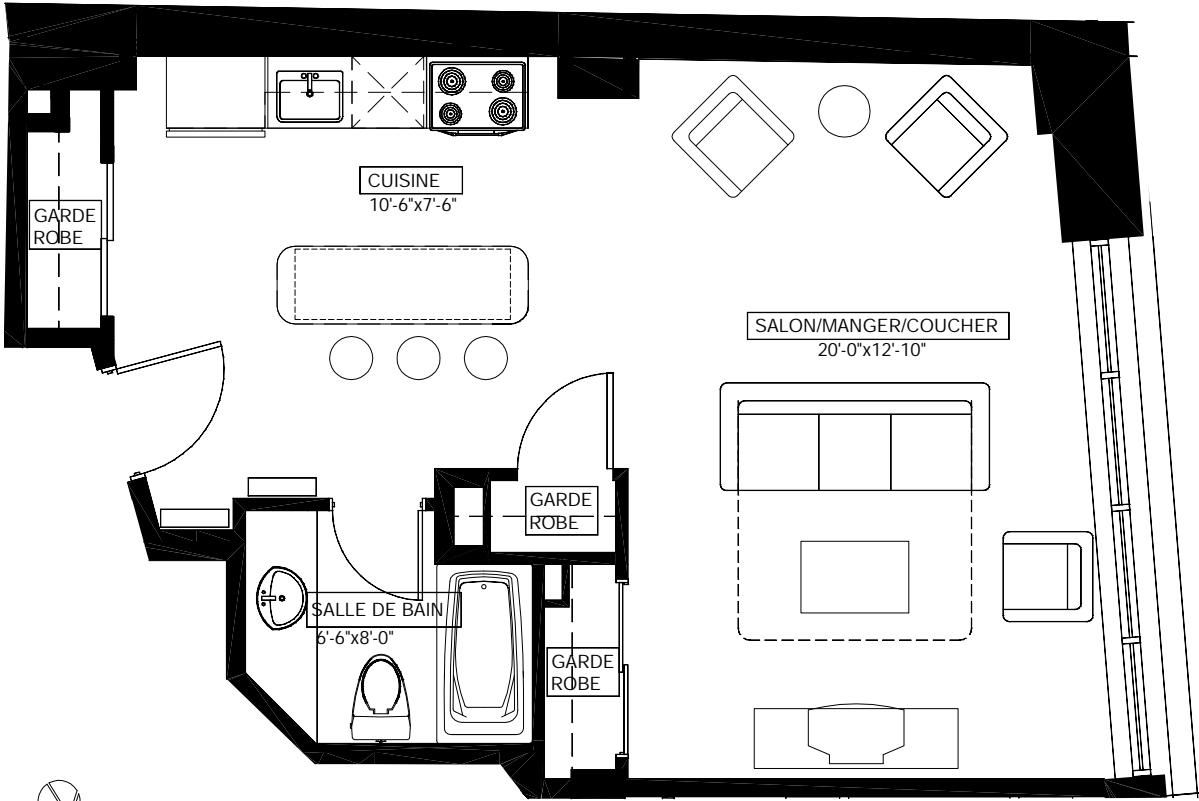 CUISINE
10'-6"x7'-6"
GARDE
ROBE
SALON/MANGER/COUCHER
20'-0"x12'-10"
GARDE
ROBE
SALLE DE BAIN
6'-6"x8'-0"
GARDE
ROBE